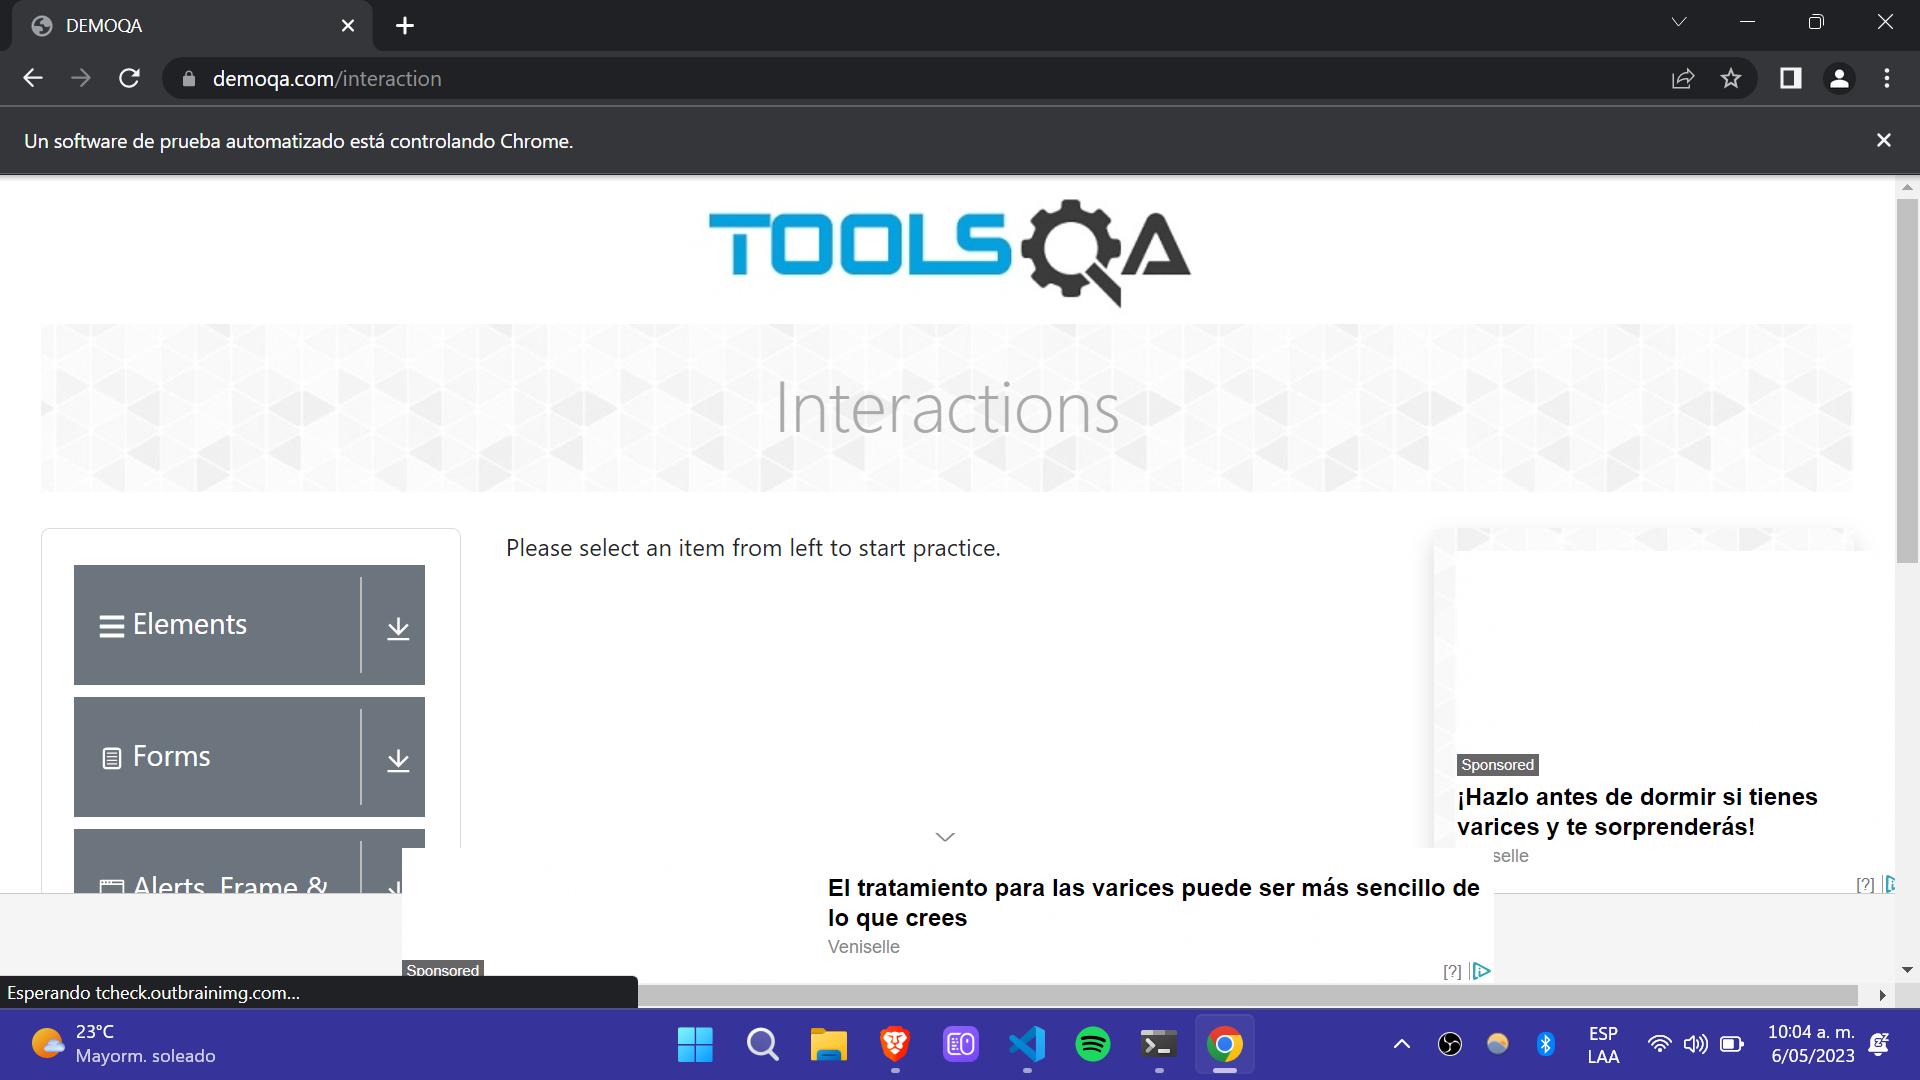 DEMOQA
demoqa.com/interaction
Un software de prueba automatizado está controlando Chrome.
TOOLSQA
Interactions
Please select an item from left to start practice.
Elements
Forms
Alerts, Frame &
Sponsored
¡Hazlo antes de dormir si tienes
varices y te sorprenderás!
selle
[?]
El tratamiento para las varices puede ser más sencillo de
lo que crees
Veniselle
Sponsored
[?]
Esperando tcheck.outbrainimg.com...
23°C
Mayorm. soleado
ESP
LAA
10:04 a. m.
6/05/2023